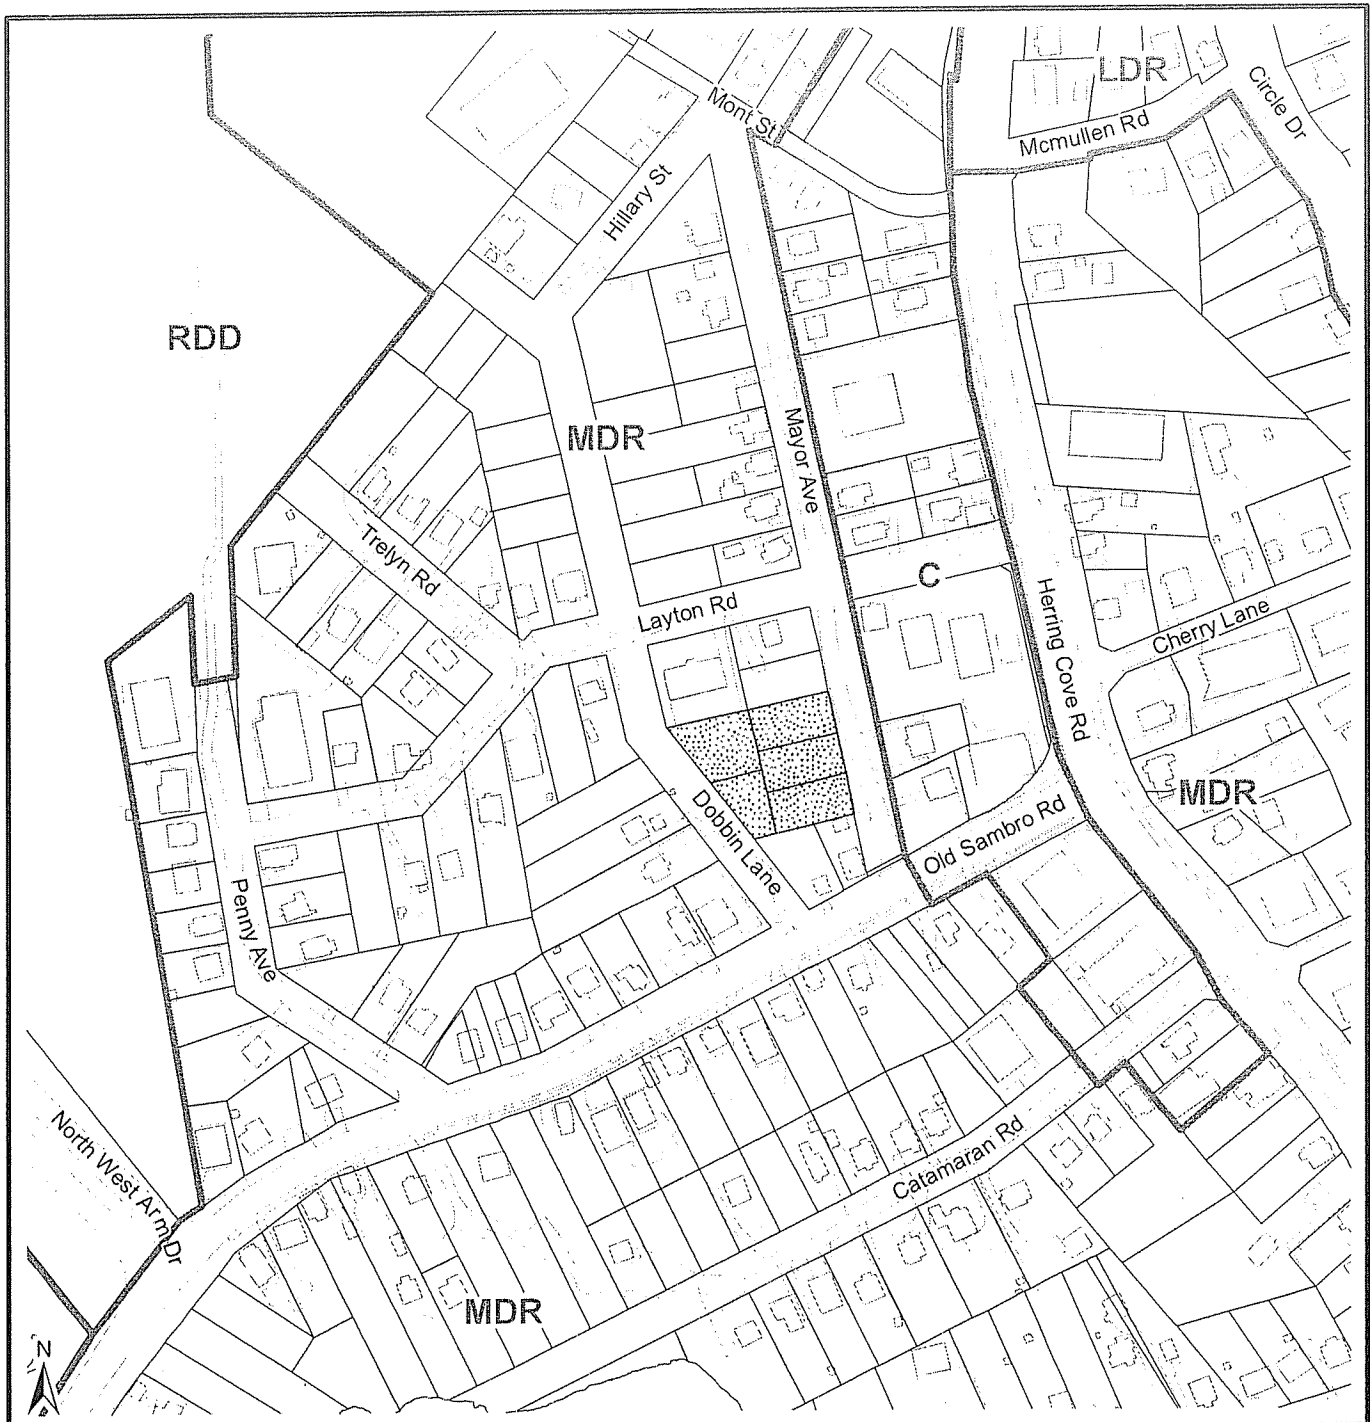 LDR
Circle Dr
Mont St
Mcmullen Rd
Hillary St
RDD
MDR
Mayor Ave
Trelyn Rd
C
Layton Rd
Herring Cove Rd
Cherry Lane
MDR
Dobbin Lane
Old Sambro Rd
Penny Ave
North West Arm Dr
Catamaran Rd
MDR
N